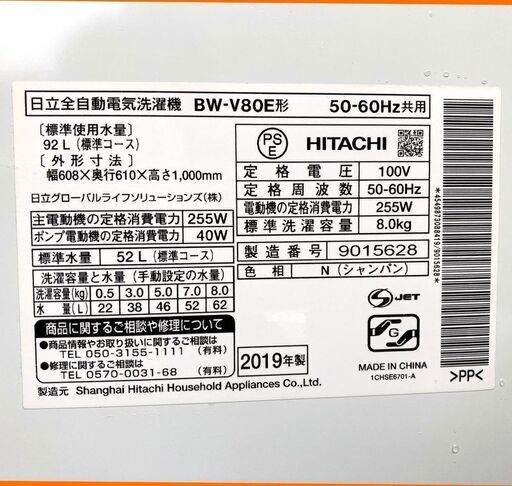 日立全自動電気洗濯機 BW-V80E形 50-60Hz共用
〔標準使用水量〕
92 L (標準コース)
〔外形寸法〕
幅608×奥行610×高さ1,000mm
日立グローバルライフソリューションズ(株)
主電動機の定格消費電力 255W
ポンプ電動機の定格消費電力 40W
標準水量 52 L (標準コース)
洗濯容量と水量 (手動設定の水量)
洗濯容量(kg) 0.5 3.0 5.0 7.0 8.0
水量(L) 22 38 46 52 62
商品に関するご相談や修理について
●商品のお問合せやお取り扱いに関するご相談
TEL 050-3155-1111 (有料)
●修理に関するご相談
TEL 0570-0031-68 (有料)
製造元 Shanghai Hitachi Household Appliances Co.,Ltd.
PS
E
HITACHI
定格電圧 100V
定格周波数 50-60Hz
電動機の定格消費電力 255W
標準洗濯容量 8.0kg
製造番号 9015628
色相 N (シャンパン)
2019年製
S JET
G
MADE IN CHINA
1CHSE6701-A
*4549873088419/9015628*
>PP<